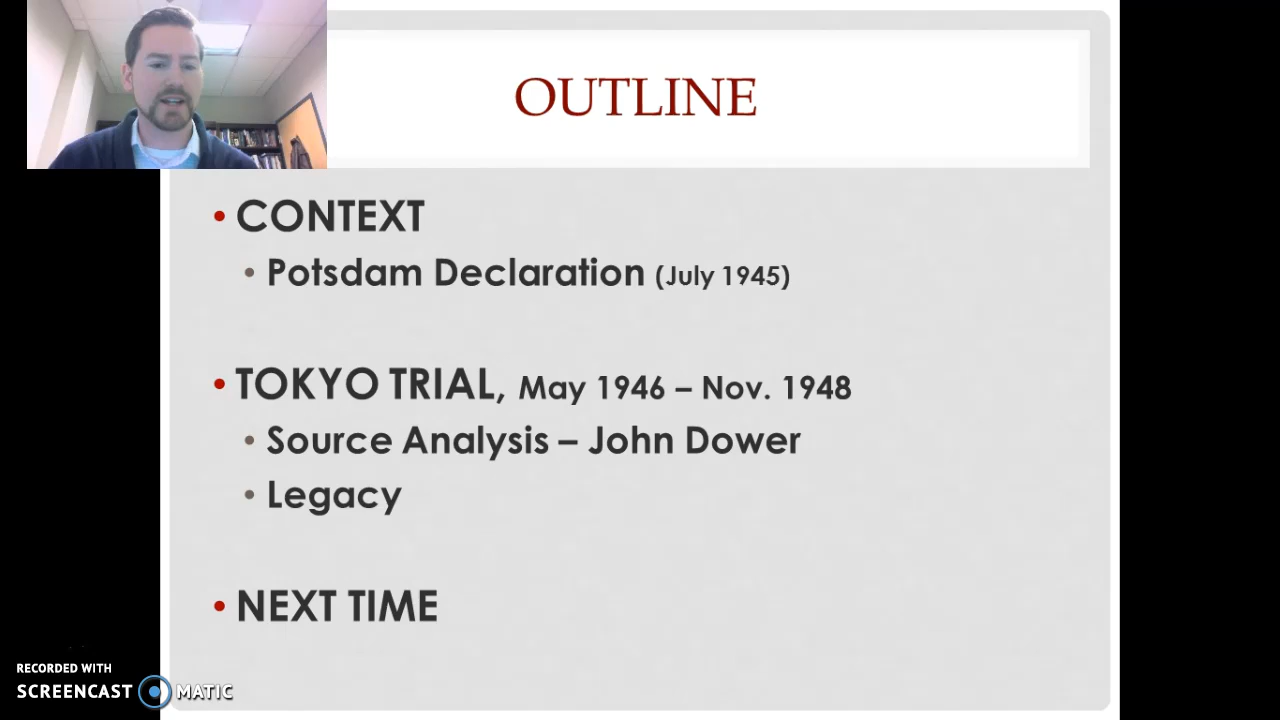 OUTLINE
• CONTEXT
• Potsdam Declaration (July 1945)
• TOKYO TRIAL, May 1946 – Nov. 1948
• Source Analysis – John Dower
• Legacy
• NEXT TIME
RECORDED WITH
SCREENCAST MATIC